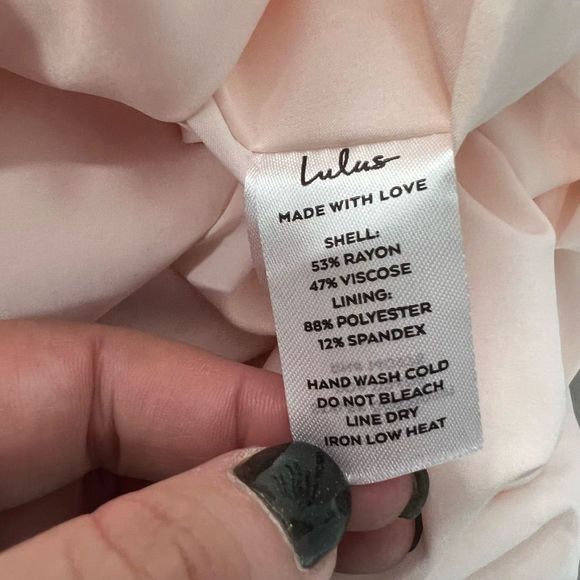 Lulus
MADE WITH LOVE
SHELL:
53% RAYON
47% VISCOSE
LINING:
88% POLYESTER
12% SPANDEX
HAND WASH COLD
DO NOT BLEACH
LINE DRY
IRON LOW HEAT